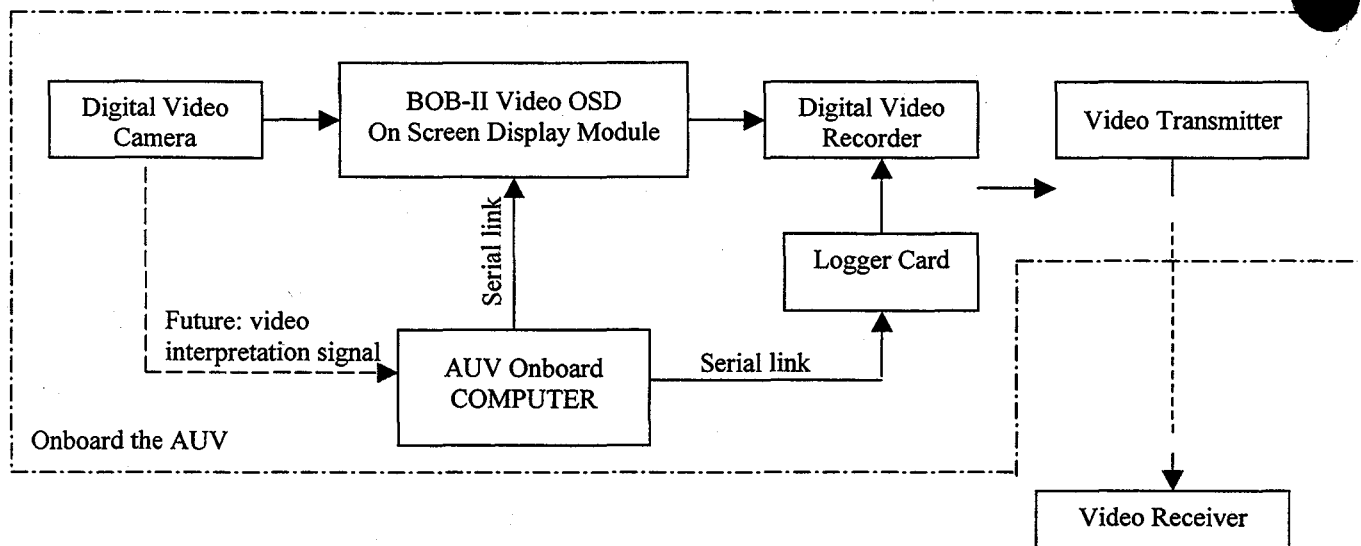 Digital Video
Camera
BOB-II Video OSD
On Screen Display Module
Digital Video
Recorder
Video Transmitter
Serial link
Logger Card
Future: video
interpretation signal
AUV Onboard
COMPUTER
Serial link
Onboard the AUV
Video Receiver